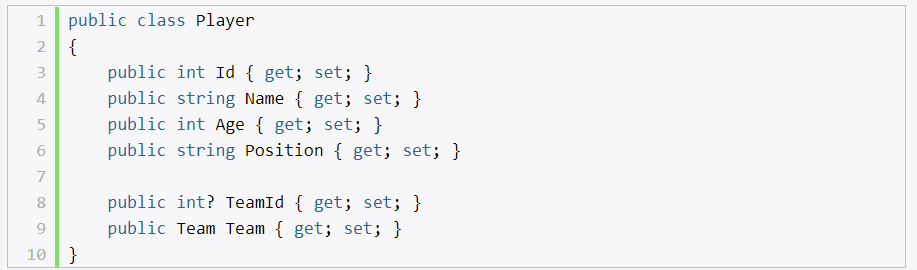 1 public class Player
2 {
3     public int Id { get; set; }
4     public string Name { get; set; }
5     public int Age { get; set; }
6     public string Position { get; set; }
7
8     public int? TeamId { get; set; }
9     public Team Team { get; set; }
10 }